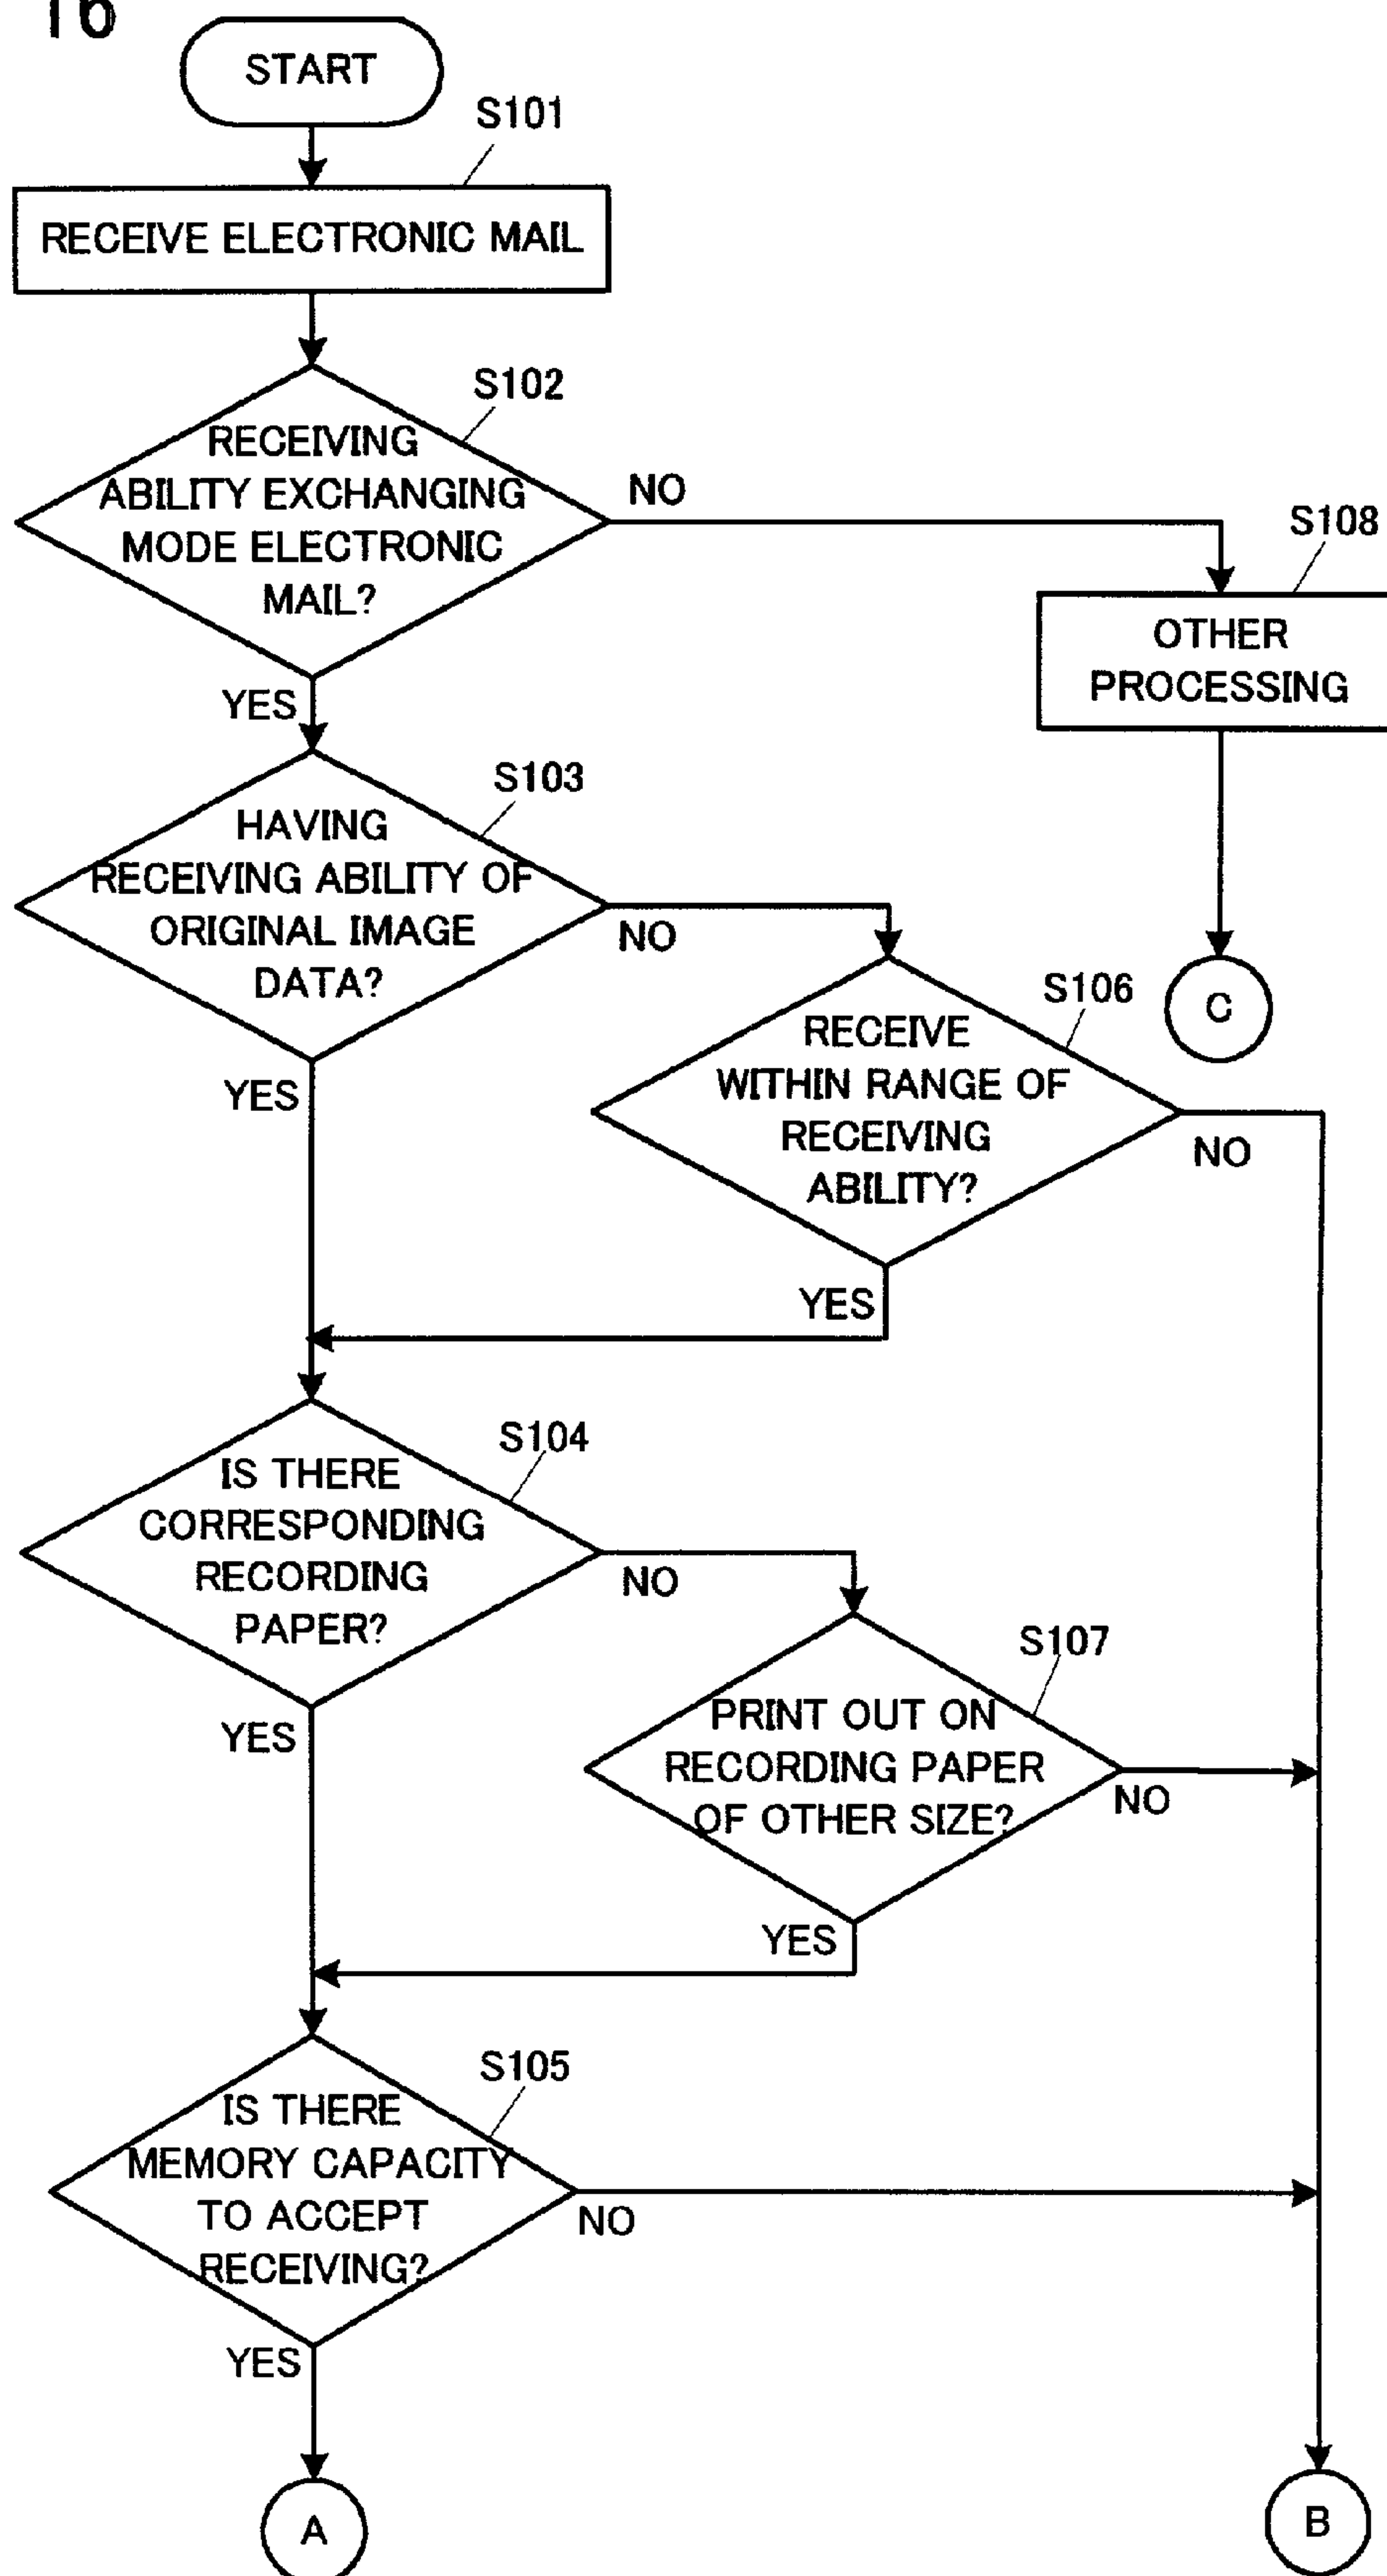 16
START
S101
RECEIVE ELECTRONIC MAIL
S102
RECEIVING
ABILITY EXCHANGING
MODE ELECTRONIC
MAIL?
NO
YES
S108
OTHER
PROCESSING
C
S103
HAVING
RECEIVING ABILITY OF
ORIGINAL IMAGE
DATA?
NO
YES
S106
RECEIVE
WITHIN RANGE OF
RECEIVING
ABILITY?
NO
YES
S104
IS THERE
CORRESPONDING
RECORDING
PAPER?
NO
YES
S107
PRINT OUT ON
RECORDING PAPER
OF OTHER SIZE?
NO
YES
S105
IS THERE
MEMORY CAPACITY
TO ACCEPT
RECEIVING?
NO
YES
A
B